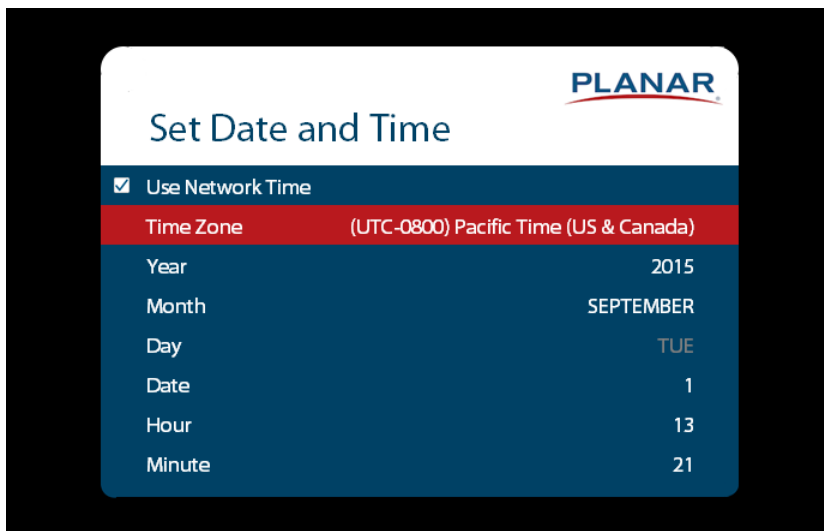 PLANAR
Set Date and Time
Use Network Time
Time Zone (UTC-0800) Pacific Time (US & Canada)
Year 2015
Month SEPTEMBER
Day TUE
Date 1
Hour 13
Minute 21